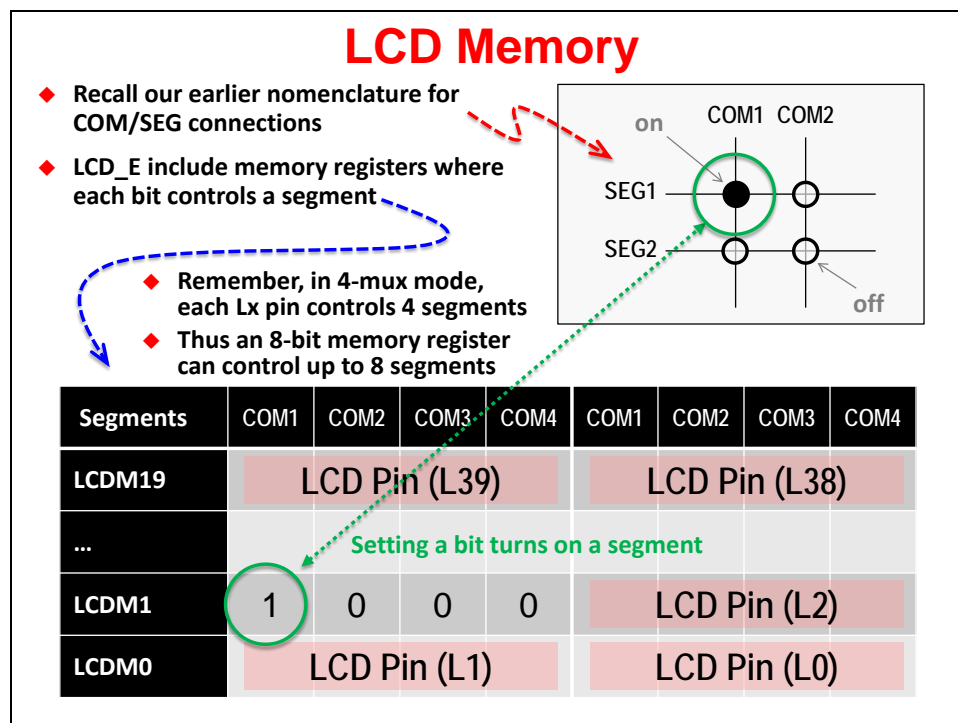 LCD Memory
Recall our earlier nomenclature for
COM/SEG connections
LCD_E include memory registers where
each bit controls a segment
Remember, in 4-mux mode,
each Lx pin controls 4 segments
Thus an 8-bit memory register
can control up to 8 segments
on COM1 COM2
SEG1
SEG2
off
Segments COM1 COM2 COM3 COM4 COM1 COM2 COM3 COM4
LCDM19 LCD Pin (L39) LCD Pin (L38)
...
Setting a bit turns on a segment
LCDM1 1 0 0 0 LCD Pin (L2)
LCDM0 LCD Pin (L1) LCD Pin (L0)